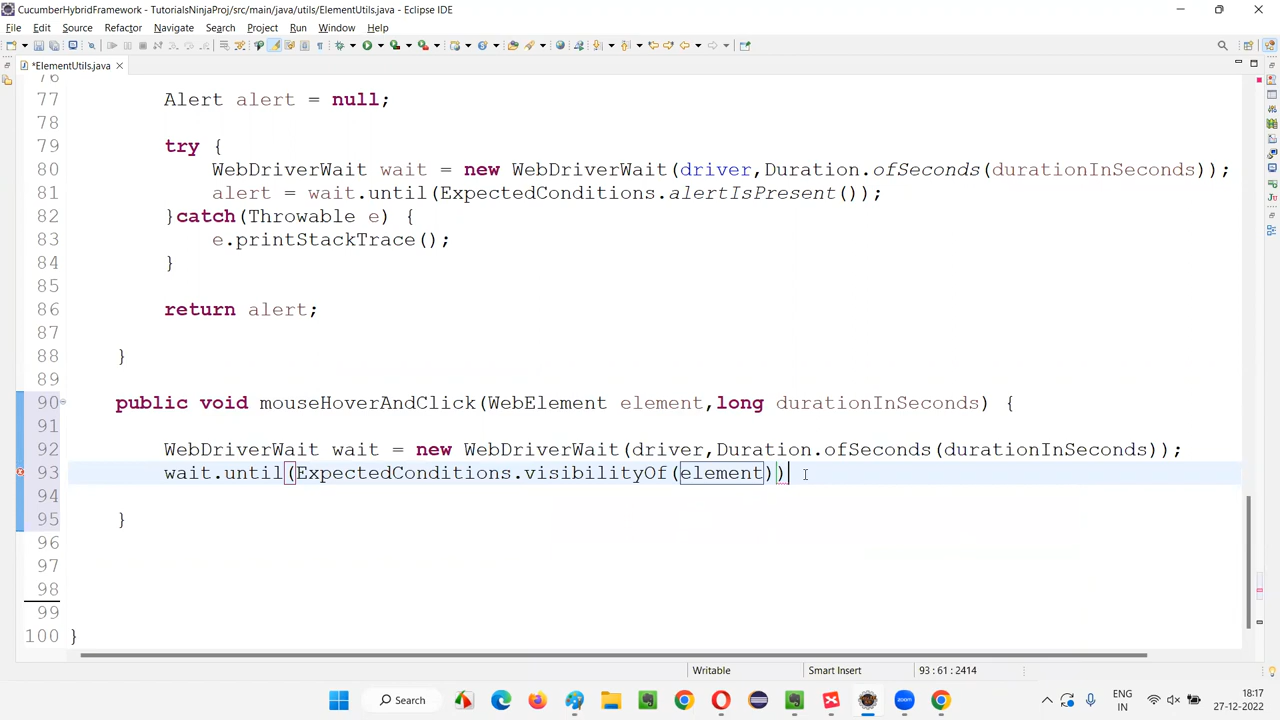 CucumberHybridFramework - TutorialsNinjaProj/src/main/java/utils/ElementUtils.java - Eclipse IDE
File Edit Source Refactor Navigate Search Project Run Window Help
*ElementUtils.java
76
77 Alert alert = null;
78
79 try {
80 WebDriverWait wait = new WebDriverWait(driver,Duration.ofSeconds(durationInSeconds));
81 alert = wait.until(ExpectedConditions.alertIsPresent());
82 }catch(Throwable e) {
83 e.printStackTrace();
84 }
85
86 return alert;
87
88 }
89
90 public void mouseHoverAndClick(WebElement element,long durationInSeconds) {
91
92 WebDriverWait wait = new WebDriverWait(driver,Duration.ofSeconds(durationInSeconds));
93 wait.until(ExpectedConditions.visibilityOf(element))
94
95 }
96
97
98
99
100 }
Writable Smart Insert 93 : 61 : 2414
Search
ENG
IN
18:17
27-12-2022